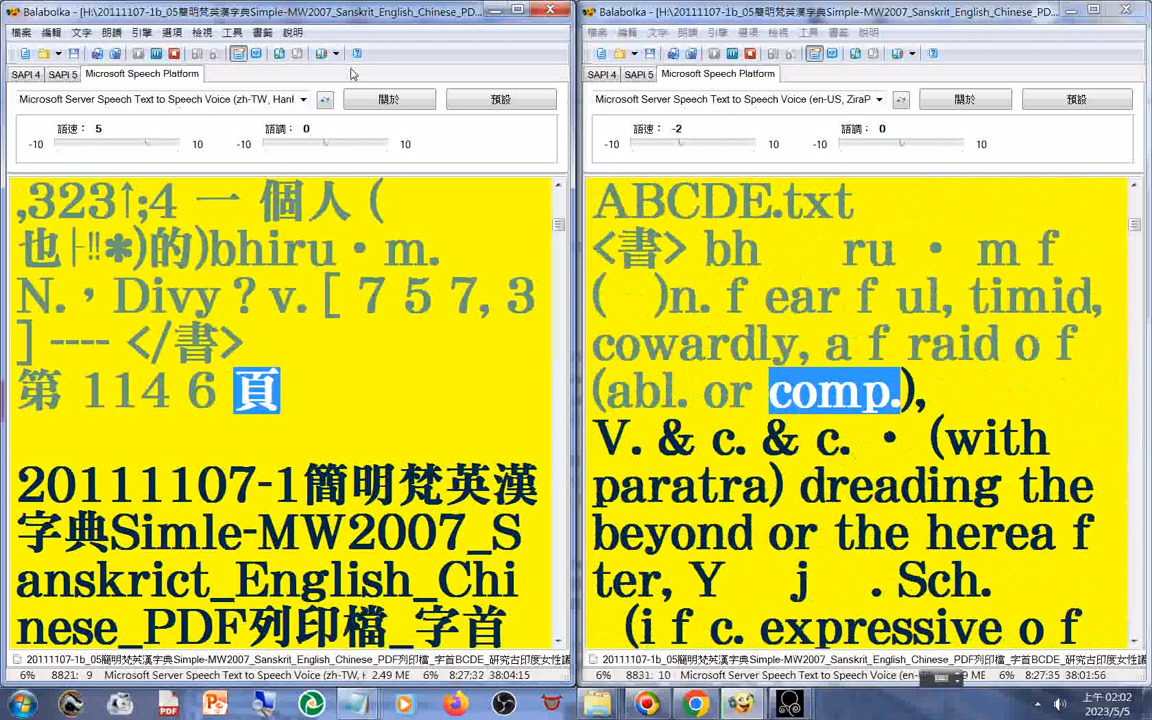 Balabolka - [H:\20111107-1b_05簡明梵英漢字典Simple-MW2007_Sanskrit_English_Chinese_PD...
檔案 編輯 文字 朗讀 引擎 選項 檢視 工具 書籤 說明
SAPI 4 SAPI 5 Microsoft Speech Platform
Microsoft Server Speech Text to Speech Voice (zh-TW, Hanl 關於 預設
語速： 5 語調： 0
-10 10 -10 10
,323↑;4 一 個人 (
也├!!✱)的)bhiru・m.
N.，Divy？v. [ 7 5 7, 3
] ---- </書>
第 114 6 頁
20111107-1簡明梵英漢
字典Simle-MW2007_S
anskrict_English_Chi
nese_PDF列印檔_字首
20111107-1b_05簡明梵英漢字典Simple-MW2007_Sanskrit_English_Chinese_PDF列印檔_字首BCDE_研究古印度女性議
6% 8821: 9 Microsoft Server Speech Text to Speech Voice (zh-TW, H 2.49 ME 6% 8:27:32 38:04:15
Balabolka - [H:\20111107-1b_05簡明梵英漢字典Simple-MW2007_Sanskrit_English_Chinese_PD...
檔案 編輯 文字 朗讀 引擎 選項 檢視 工具 書籤 說明
SAPI 4 SAPI 5 Microsoft Speech Platform
Microsoft Server Speech Text to Speech Voice (en-US, ZiraP 關於 預設
語速： -2 語調： 0
-10 10 -10 10
ABCDE.txt
<書> bh ru ・ m f
( )n. f ear f ul, timid,
cowardly, a f raid o f
(abl. or comp.),
V. & c. & c. • (with
paratra) dreading the
beyond or the herea f
ter, Y j . Sch.
(i f c. expressive o f
20111107-1b_05簡明梵英漢字典Simple-MW2007_Sanskrit_English_Chinese_PDF列印檔_字首BCDE_研究古印度女性議
6% 8831: 10 Microsoft Server Speech Text to Speech Voice (en-US, 9 ME 6% 8:27:35 38:01:56
上午 02:02
2023/5/5